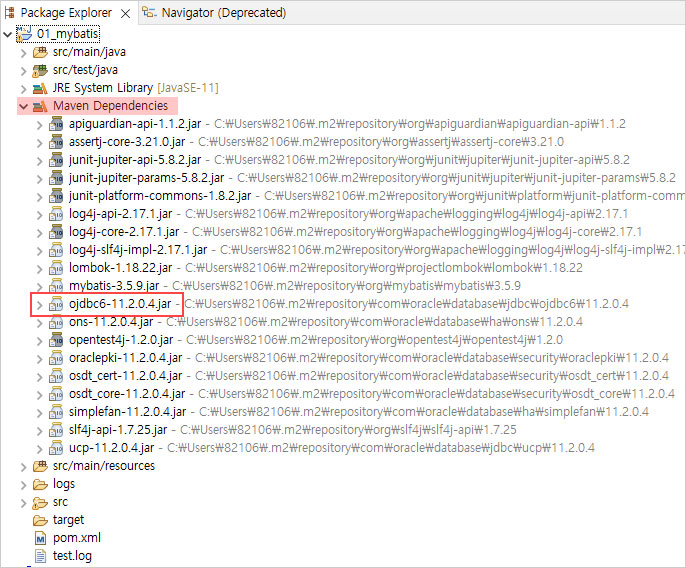 Package Explorer Navigator (Deprecated)
01_mybatis
src/main/java
src/test/java
JRE System Library [JavaSE-11]
Maven Dependencies
apiguardian-api-1.1.2.jar - C:₩Users₩82106₩.m2₩repository₩org₩apiguardian₩apiguardian-api₩1.1.2
assertj-core-3.21.0.jar - C:₩Users₩82106₩.m2₩repository₩org₩assertj₩assertj-core₩3.21.0
junit-jupiter-api-5.8.2.jar - C:₩Users₩82106₩.m2₩repository₩org₩junit₩jupiter₩junit-jupiter-api₩5.8.2
junit-jupiter-params-5.8.2.jar - C:₩Users₩82106₩.m2₩repository₩org₩junit₩jupiter₩junit-jupiter-params₩5.8.2
junit-platform-commons-1.8.2.jar - C:₩Users₩82106₩.m2₩repository₩org₩junit₩platform₩junit-platform-comm
log4j-api-2.17.1.jar - C:₩Users₩82106₩.m2₩repository₩org₩apache₩logging₩log4j₩log4j-api₩2.17.1
log4j-core-2.17.1.jar - C:₩Users₩82106₩.m2₩repository₩org₩apache₩logging₩log4j₩log4j-core₩2.17.1
log4j-slf4j-impl-2.17.1.jar - C:₩Users₩82106₩.m2₩repository₩org₩apache₩logging₩log4j₩log4j-slf4j-impl₩2.17
lombok-1.18.22.jar - C:₩Users₩82106₩.m2₩repository₩org₩projectlombok₩lombok₩1.18.22
mybatis-3.5.9.jar - C:₩Users₩82106₩.m2₩repository₩org₩mybatis₩mybatis₩3.5.9
ojdbc6-11.2.0.4.jar - C:₩Users₩82106₩.m2₩repository₩com₩oracle₩database₩jdbc₩ojdbc6₩11.2.0.4
ons-11.2.0.4.jar - C:₩Users₩82106₩.m2₩repository₩com₩oracle₩database₩ha₩ons₩11.2.0.4
opentest4j-1.2.0.jar - C:₩Users₩82106₩.m2₩repository₩org₩opentest4j₩opentest4j₩1.2.0
oraclepki-11.2.0.4.jar - C:₩Users₩82106₩.m2₩repository₩com₩oracle₩database₩security₩oraclepki₩11.2.0.4
osdt_cert-11.2.0.4.jar - C:₩Users₩82106₩.m2₩repository₩com₩oracle₩database₩security₩osdt_cert₩11.2.0.4
osdt_core-11.2.0.4.jar - C:₩Users₩82106₩.m2₩repository₩com₩oracle₩database₩security₩osdt_core₩11.2.0.4
simplefan-11.2.0.4.jar - C:₩Users₩82106₩.m2₩repository₩com₩oracle₩database₩ha₩simplefan₩11.2.0.4
slf4j-api-1.7.25.jar - C:₩Users₩82106₩.m2₩repository₩org₩slf4j₩slf4j-api₩1.7.25
ucp-11.2.0.4.jar - C:₩Users₩82106₩.m2₩repository₩com₩oracle₩database₩jdbc₩ucp₩11.2.0.4
src/main/resources
logs
src
target
pom.xml
test.log